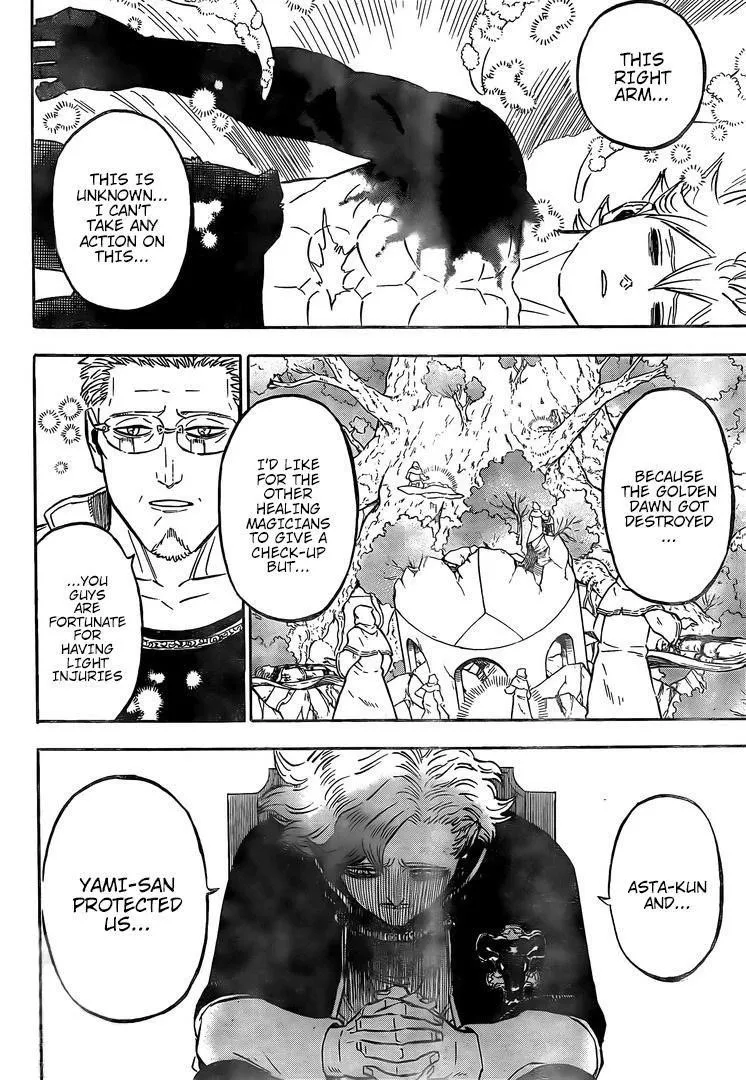 THIS
RIGHT
ARM...
THIS IS
UNKNOWN...
I CAN'T
TAKE ANY
ACTION ON
THIS...
BECAUSE
THE GOLDEN
DAWN GOT
DESTROYED
...
I'D LIKE
FOR THE
OTHER
HEALING
MAGICIANS
TO GIVE A
CHECK-UP
BUT...
...YOU
GUYS ARE
FORTUNATE
FOR
HAVING
LIGHT
INJURIES
ASTA-KUN
AND...
YAMI-SAN
PROTECTED
US...